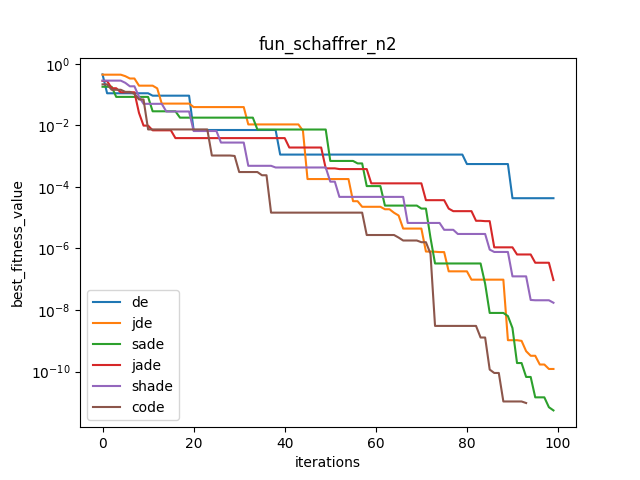 fun_schaffrer_n2
best_fitness_value
10⁰
10⁻²
10⁻⁴
10⁻⁶
10⁻⁸
10⁻¹⁰
de
jde
sade
jade
shade
code
0 20 40 60 80 100
iterations